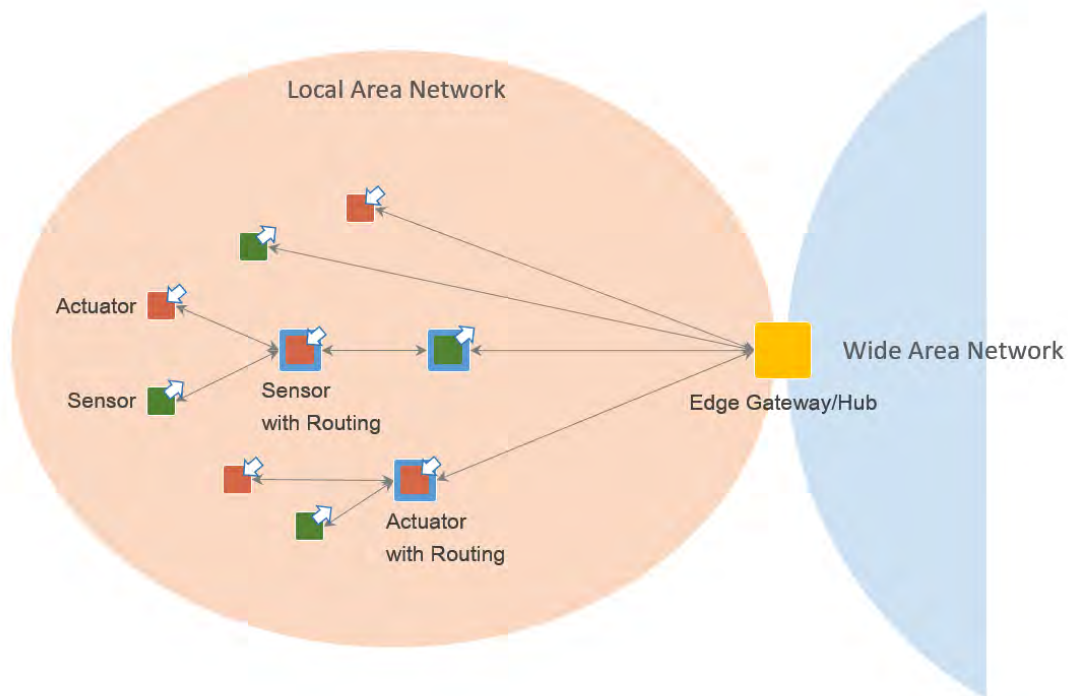 Local Area Network
Actuator
Sensor
Sensor
with Routing
Wide Area Network
Edge Gateway/Hub
Actuator
with Routing